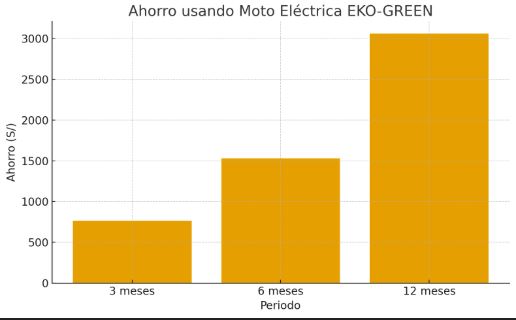 Ahorro usando Moto Eléctrica EKO-GREEN
Ahorro (S/)
3000
2500
2000
1500
1000
500
0
3 meses 6 meses 12 meses
Periodo